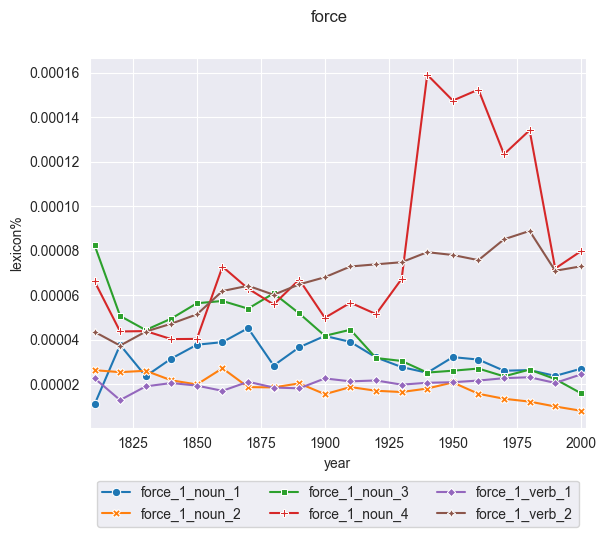 force
0.00016
0.00014
0.00012
0.00010
0.00008
0.00006
0.00004
0.00002
lexicon%
1825 1850 1875 1900 1925 1950 1975 2000
year
force_1_noun_1 force_1_noun_3 force_1_verb_1
force_1_noun_2 force_1_noun_4 force_1_verb_2